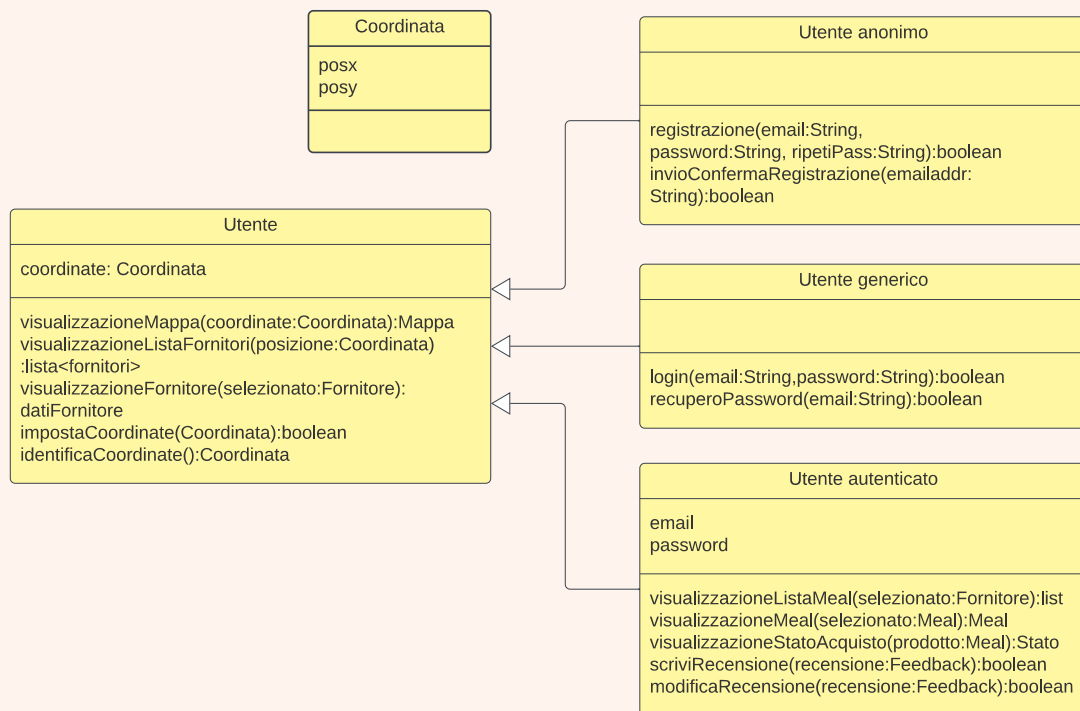 Coordinata
posx
posy
Utente
coordinate: Coordinata
visualizzazioneMappa(coordinate:Coordinata):Mappa
visualizzazioneListaFornitori(posizione:Coordinata)
:lista<fornitori>
visualizzazioneFornitore(selezionato:Fornitore):
datiFornitore
impostaCoordinate(Coordinata):boolean
identificaCoordinate():Coordinata
Utente anonimo
registrazione(email:String,
password:String, ripetiPass:String):boolean
invioConfermaRegistrazione(emailaddr:
String):boolean
Utente generico
login(email:String,password:String):boolean
recuperoPassword(email:String):boolean
Utente autenticato
email
password
visualizzazioneListaMeal(selezionato:Fornitore):list
visualizzazioneMeal(selezionato:Meal):Meal
visualizzazioneStatoAcquisto(prodotto:Meal):Stato
scriviRecensione(recensione:Feedback):boolean
modificaRecensione(recensione:Feedback):boolean